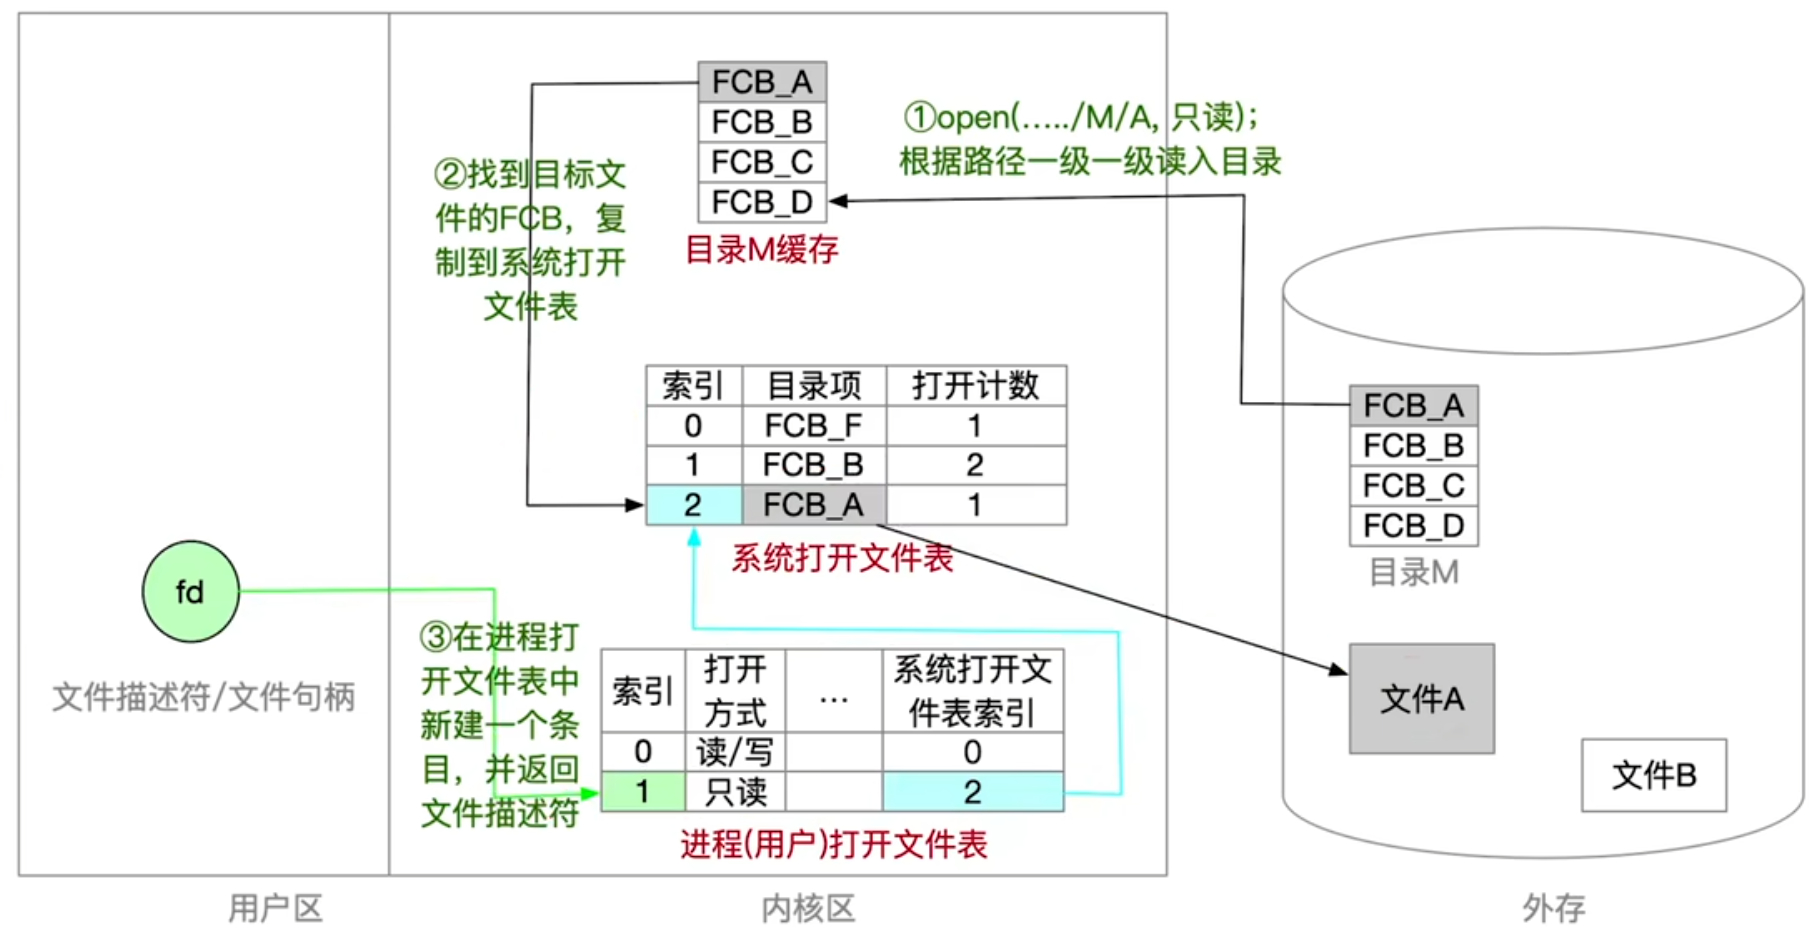 FCB_A
FCB_B
FCB_C
FCB_D
目录M缓存
①open(...../M/A, 只读);
根据路径一级一级读入目录
②找到目标文
件的FCB，复
制到系统打开
文件表
索引 目录项 打开计数
0 FCB_F 1
1 FCB_B 2
2 FCB_A 1
系统打开文件表
FCB_A
FCB_B
FCB_C
FCB_D
目录M
文件A
文件B
fd
文件描述符/文件句柄
③在进程打
开文件表中
新建一个条
目，并返回
文件描述符
索引 打开 … 系统打开文
方式 件表索引
0 读/写 0
1 只读 2
进程(用户)打开文件表
用户区
内核区
外存